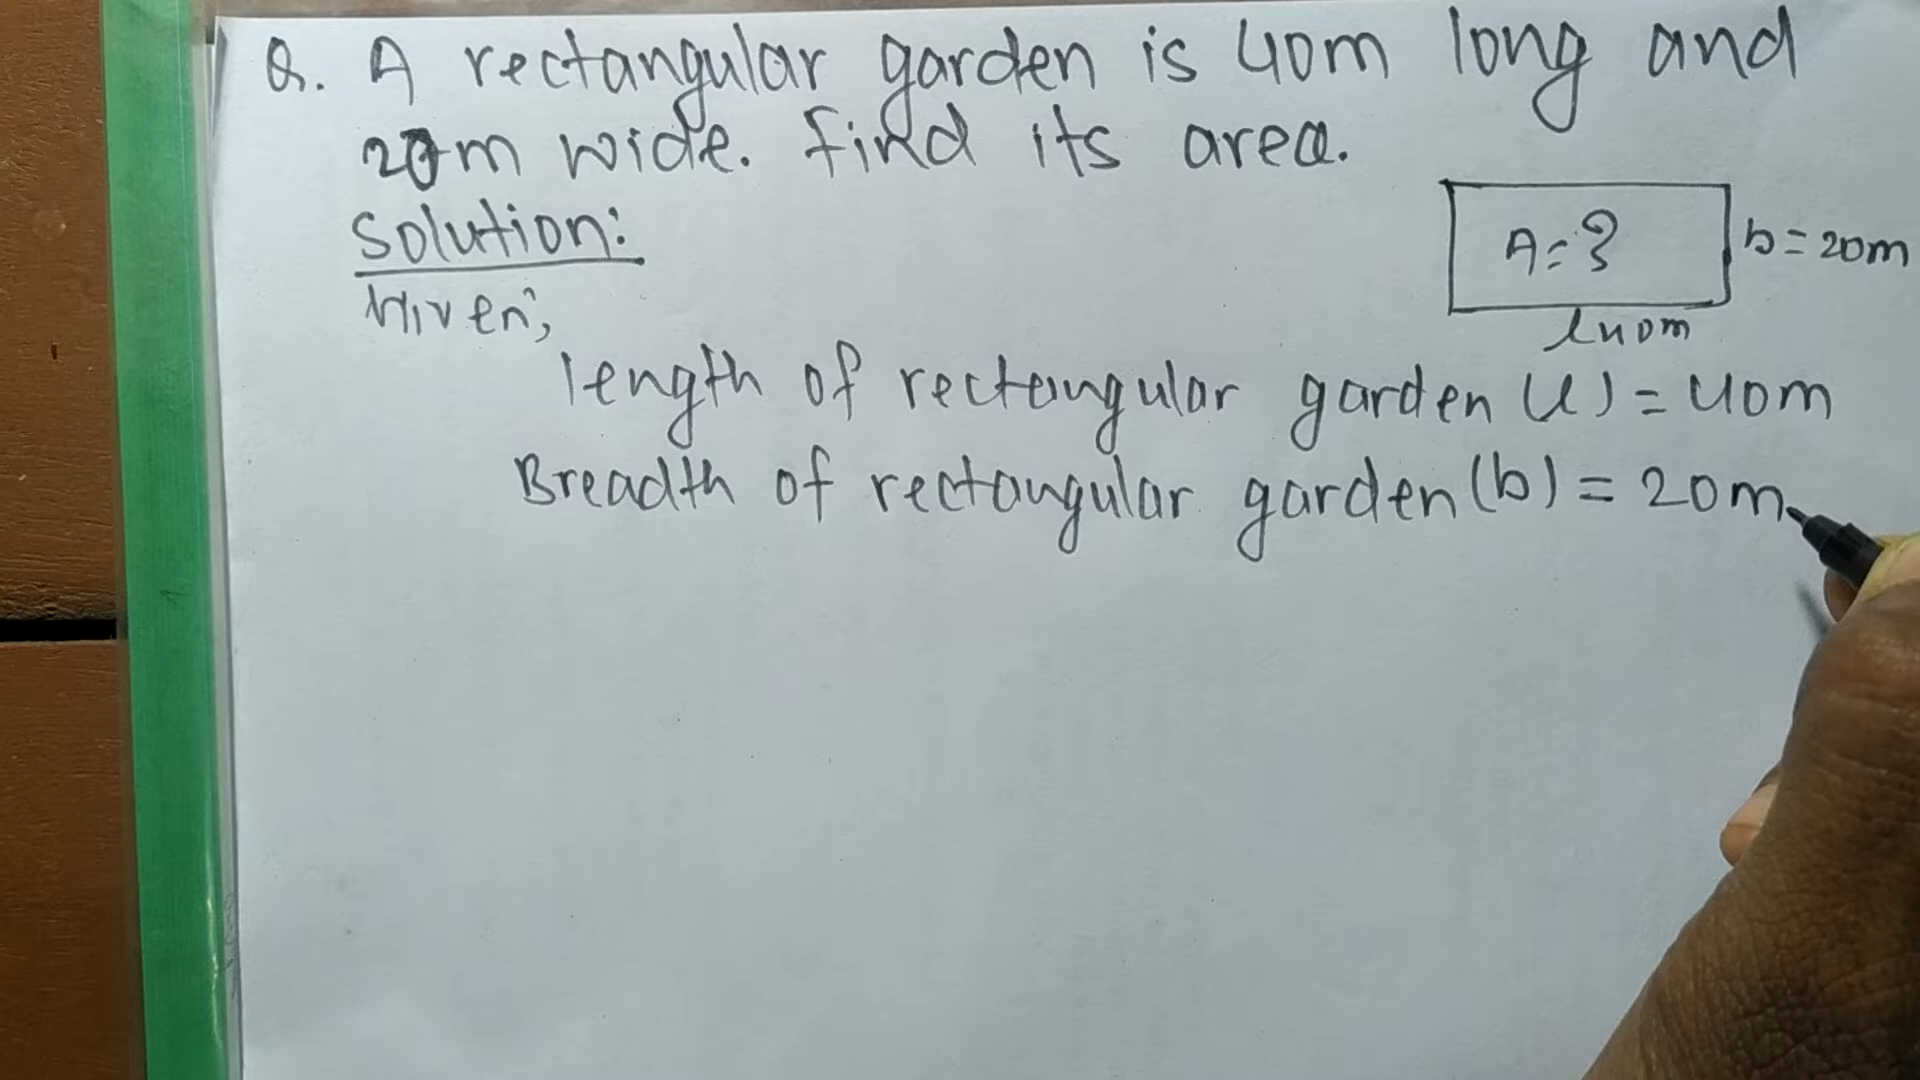 Q. A rectangular garden is 40m long and
20m wide. Find its area.
Solution:
Given,
A = ?
b = 20m
l 40m
length of rectangular garden (l) = 40m
Breadth of rectangular garden (b) = 20m